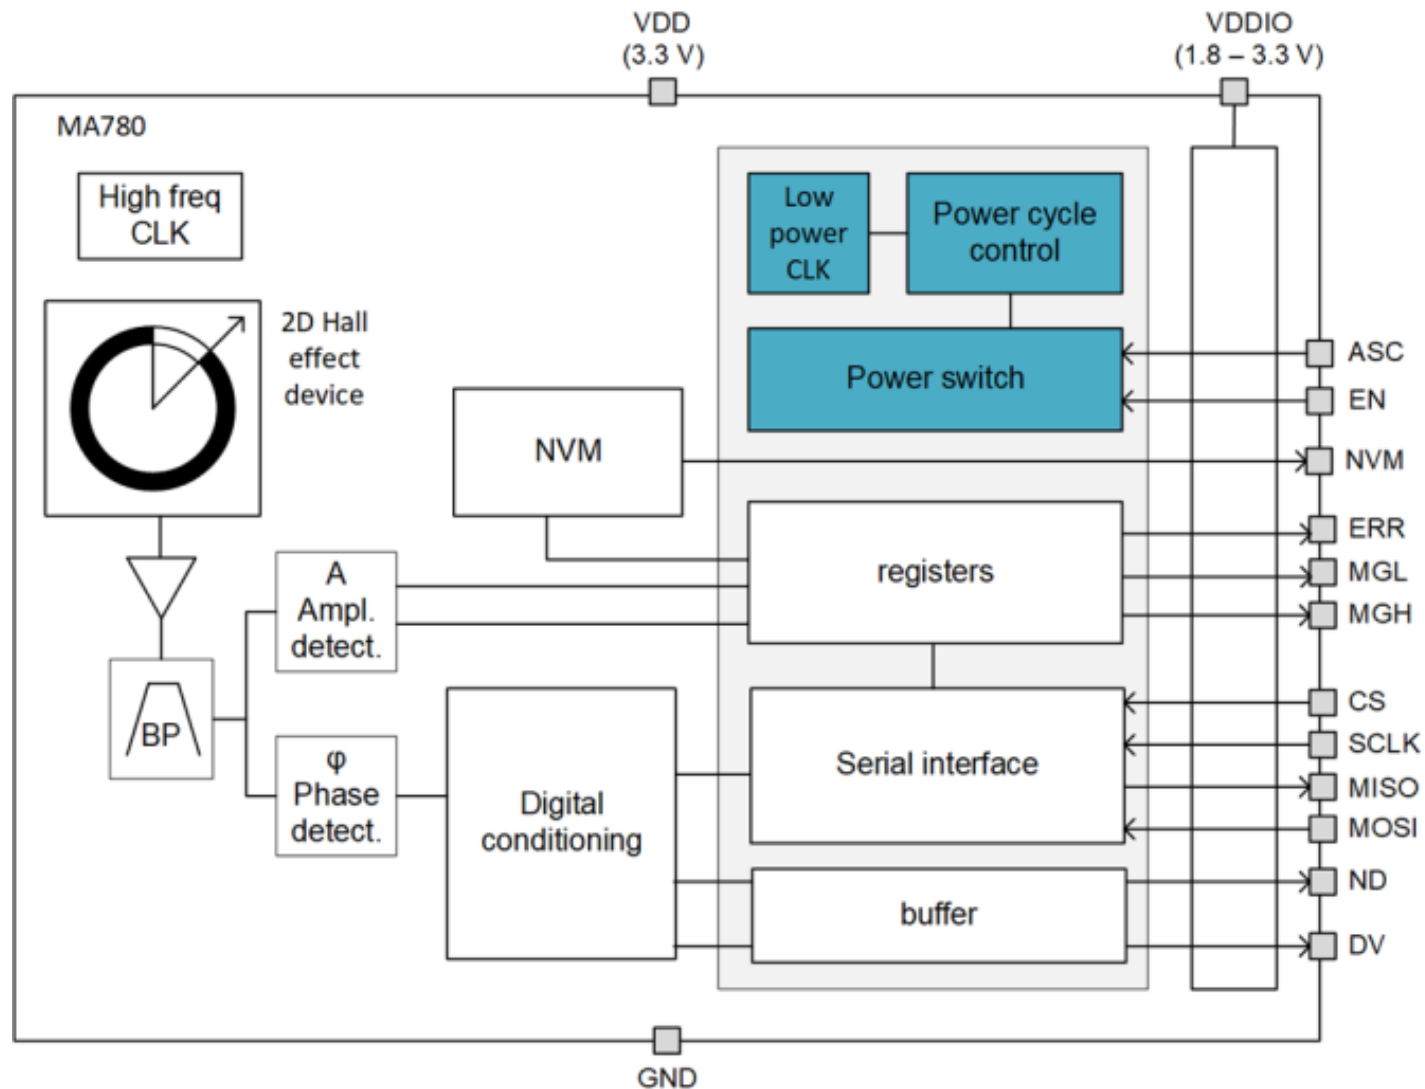 VDD
(3.3 V)
VDDIO
(1.8 – 3.3 V)
MA780
High freq
CLK
Low
power
CLK
Power cycle
control
2D Hall
effect
device
Power switch
ASC
EN
NVM
NVM
ERR
MGL
MGH
registers
A
Ampl.
detect.
BP
φ
Phase
detect.
Digital
conditioning
Serial interface
CS
SCLK
MISO
MOSI
buffer
ND
DV
GND